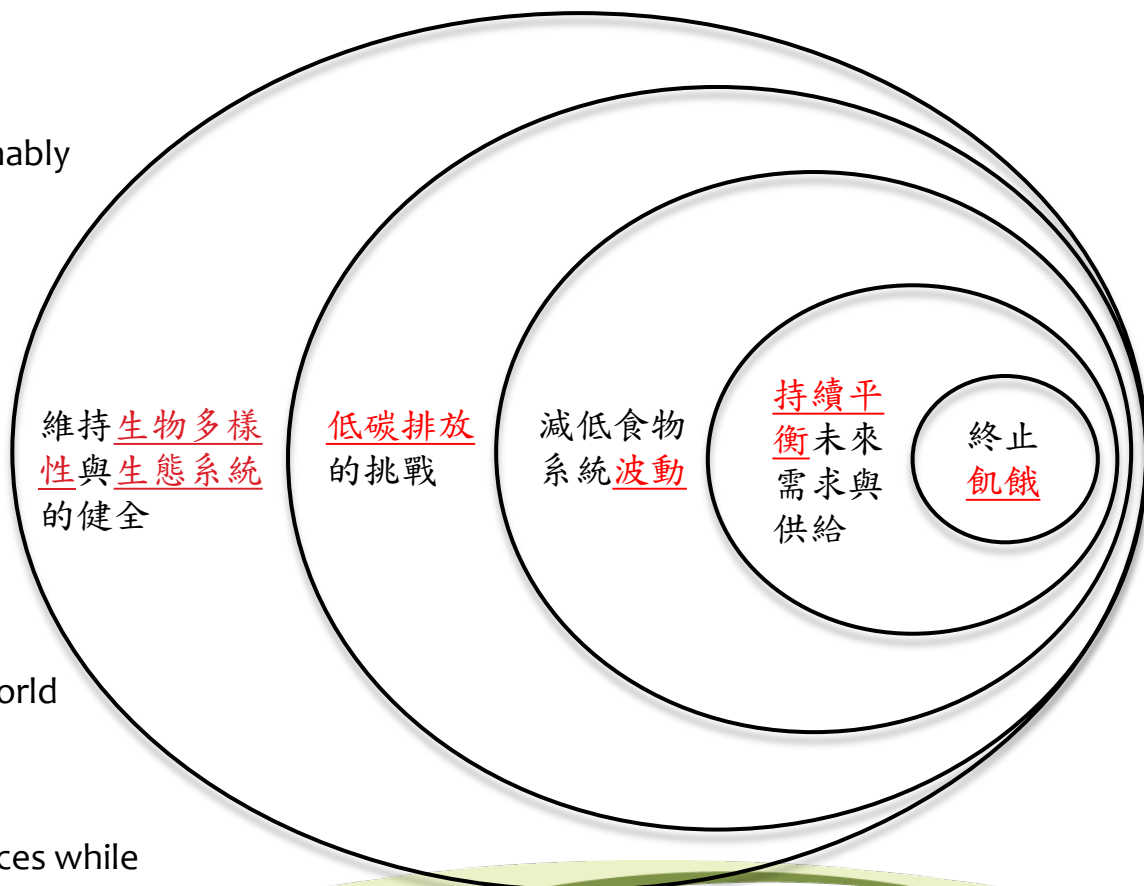 nably
維持生物多樣
性與生態系統
的健全
低碳排放
的挑戰
減低食物
系統波動
持續平
衡未來
需求與
供給
終止
飢餓
orld
ces while